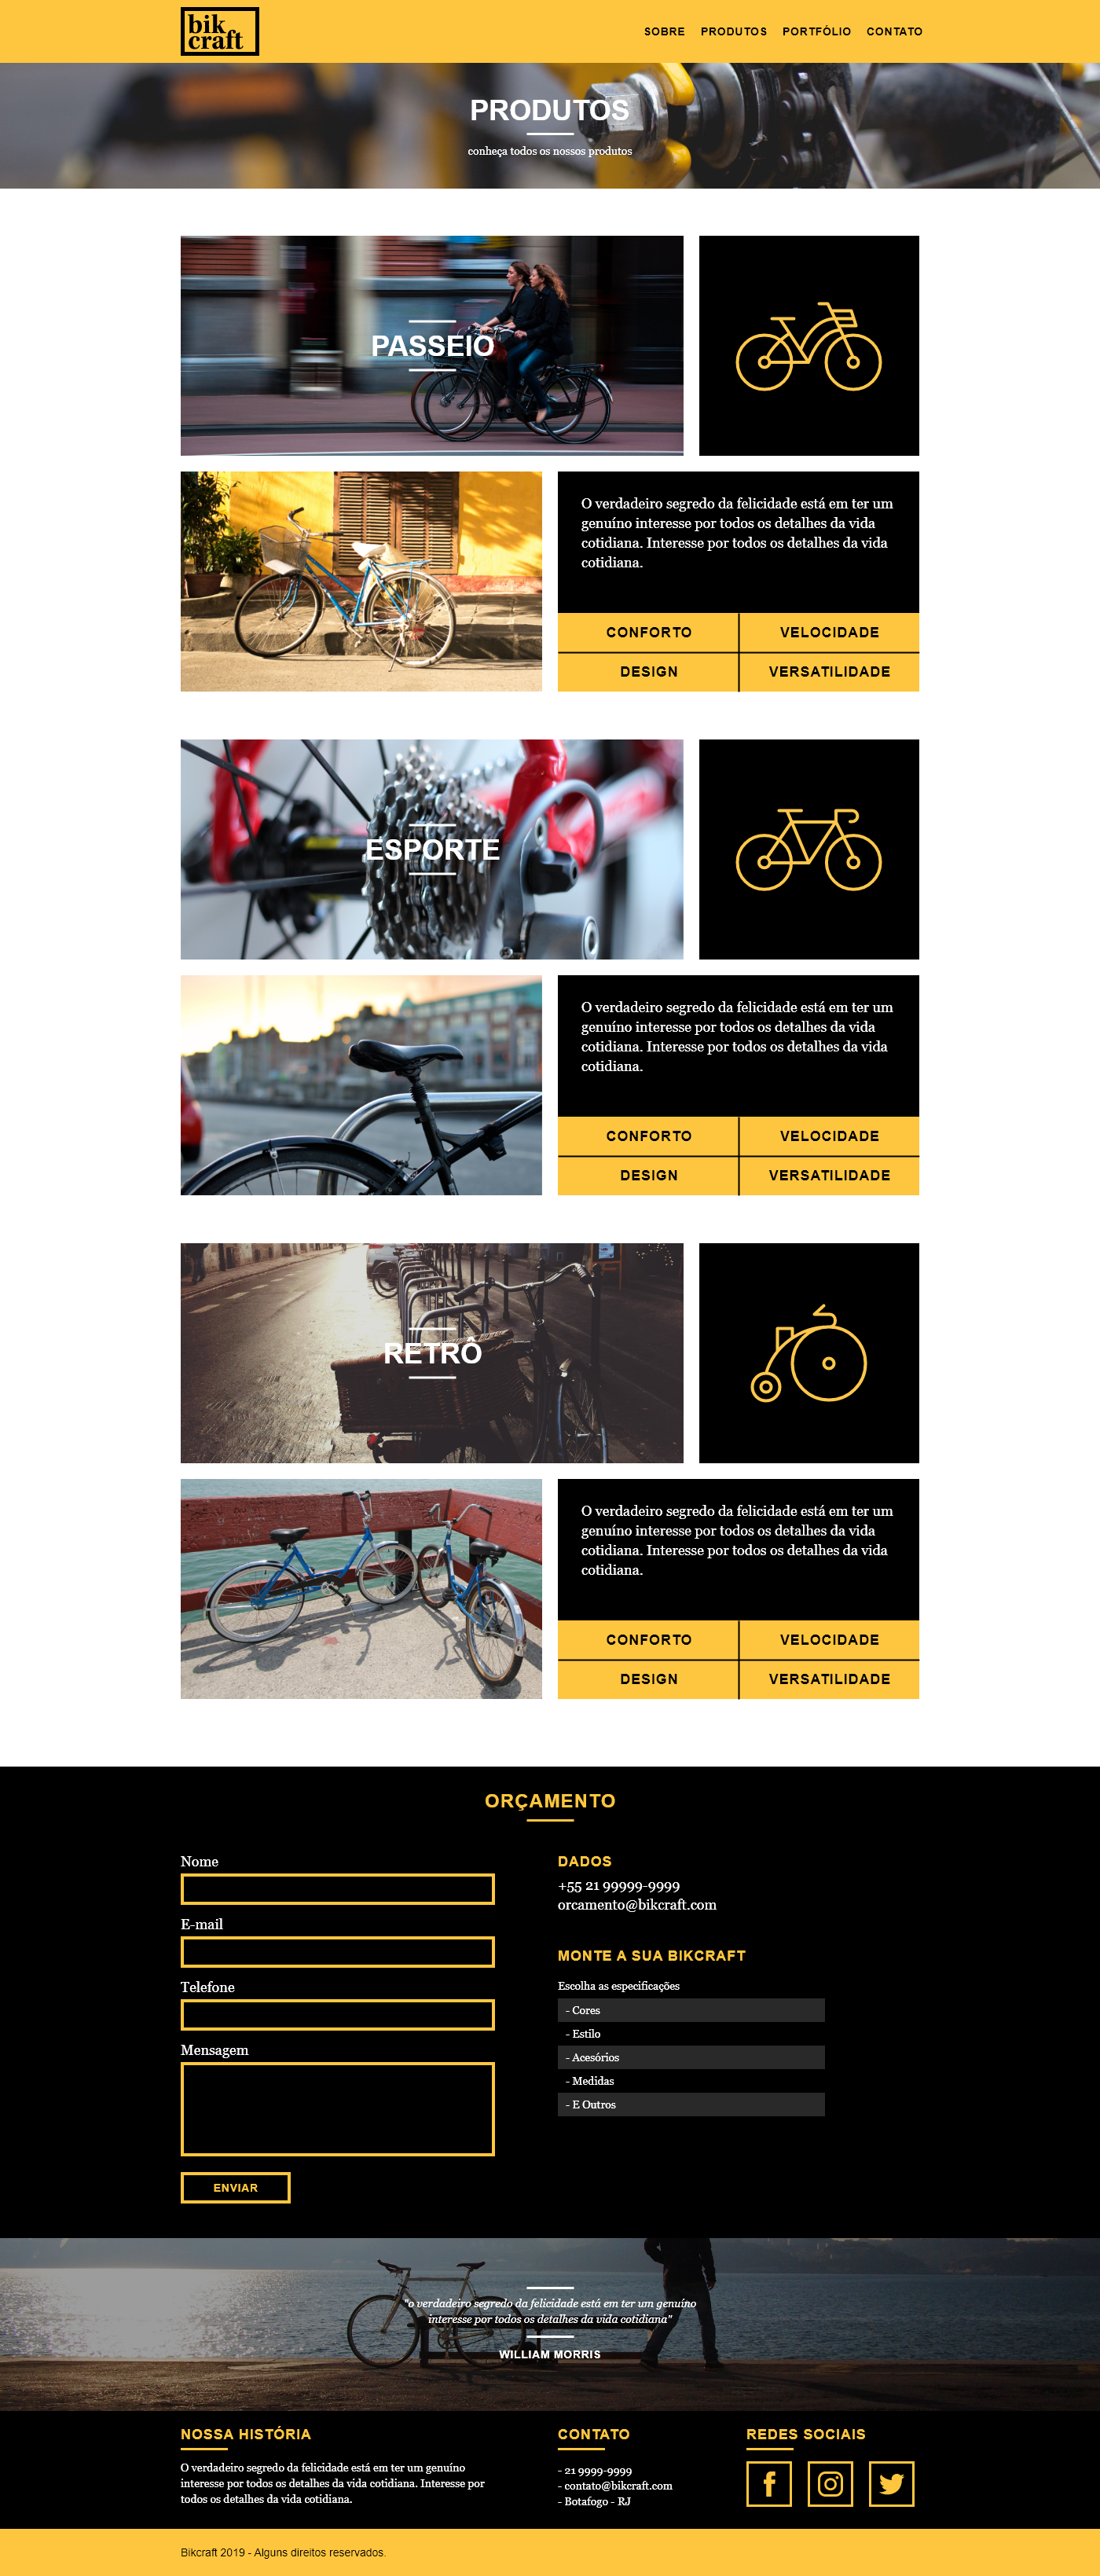 bik
craft
SOBRE PRODUTOS PORTFÓLIO CONTATO
PRODUTOS
conheça todos os nossos produtos
PASSEIO
O verdadeiro segredo da felicidade está em ter um
genuíno interesse por todos os detalhes da vida
cotidiana. Interesse por todos os detalhes da vida
cotidiana.
CONFORTO VELOCIDADE
DESIGN VERSATILIDADE
ESPORTE
O verdadeiro segredo da felicidade está em ter um
genuíno interesse por todos os detalhes da vida
cotidiana. Interesse por todos os detalhes da vida
cotidiana.
CONFORTO VELOCIDADE
DESIGN VERSATILIDADE
RETRÔ
O verdadeiro segredo da felicidade está em ter um
genuíno interesse por todos os detalhes da vida
cotidiana. Interesse por todos os detalhes da vida
cotidiana.
CONFORTO VELOCIDADE
DESIGN VERSATILIDADE
ORÇAMENTO
Nome
E-mail
Telefone
Mensagem
ENVIAR
DADOS
+55 21 99999-9999
orcamento@bikcraft.com
MONTE A SUA BIKCRAFT
Escolha as especificações
- Cores
- Estilo
- Acesórios
- Medidas
- E Outros
"o verdadeiro segredo da felicidade está em ter um genuíno
interesse por todos os detalhes da vida cotidiana"
WILLIAM MORRIS
NOSSA HISTÓRIA
O verdadeiro segredo da felicidade está em ter um genuíno
interesse por todos os detalhes da vida cotidiana. Interesse por
todos os detalhes da vida cotidiana.
CONTATO
- 21 9999-9999
- contato@bikcraft.com
- Botafogo - RJ
REDES SOCIAIS
Bikcraft 2019 - Alguns direitos reservados.